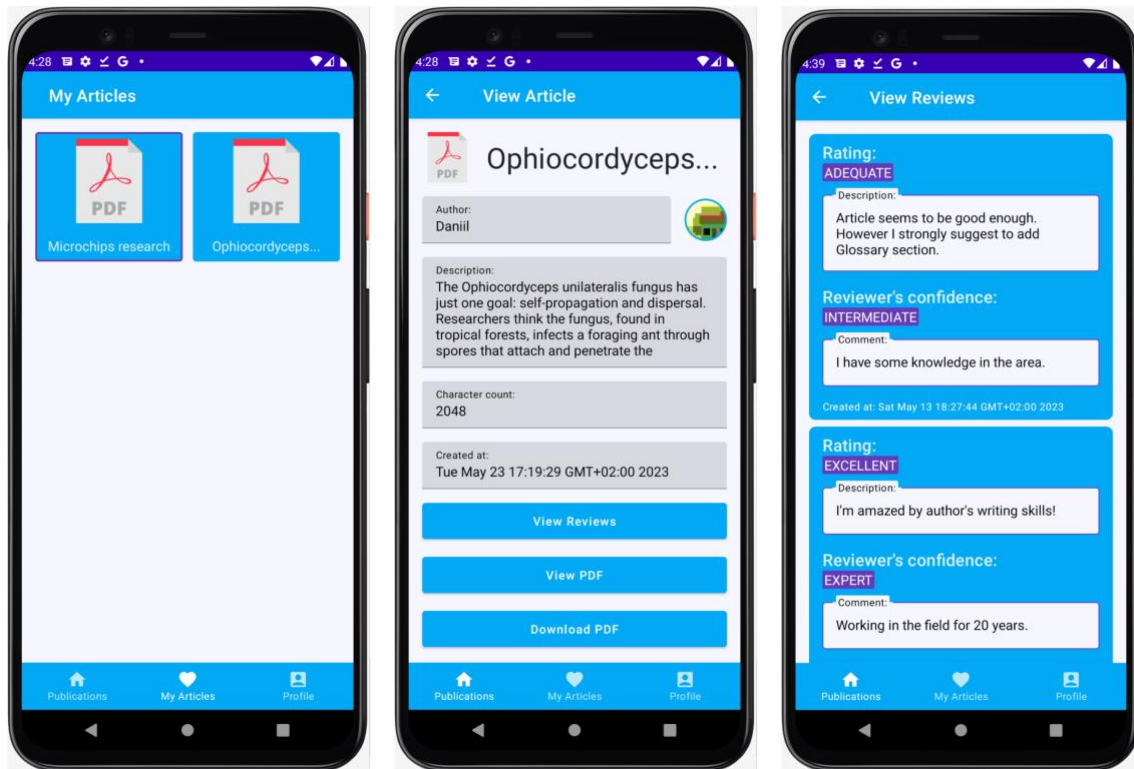 4:28 G
My Articles
PDF
PDF
Microchips research
Ophiocordyceps...
Publications
My Articles
Profile
4:28 G
View Article
PDF
Ophiocordyceps...
Author:
Daniil
Description:
The Ophiocordyceps unilateralis fungus has
just one goal: self-propagation and dispersal.
Researchers think the fungus, found in
tropical forests, infects a foraging ant through
spores that attach and penetrate the
Character count:
2048
Created at:
Tue May 23 17:19:29 GMT+02:00 2023
View Reviews
View PDF
Download PDF
Publications
My Articles
Profile
4:39 G
View Reviews
Rating:
ADEQUATE
Description:
Article seems to be good enough.
However I strongly suggest to add
Glossary section.
Reviewer's confidence:
INTERMEDIATE
Comment:
I have some knowledge in the area.
Created at: Sat May 13 18:27:44 GMT+02:00 2023
Rating:
EXCELLENT
Description:
I'm amazed by author's writing skills!
Reviewer's confidence:
EXPERT
Comment:
Working in the field for 20 years.
Publications
My Articles
Profile